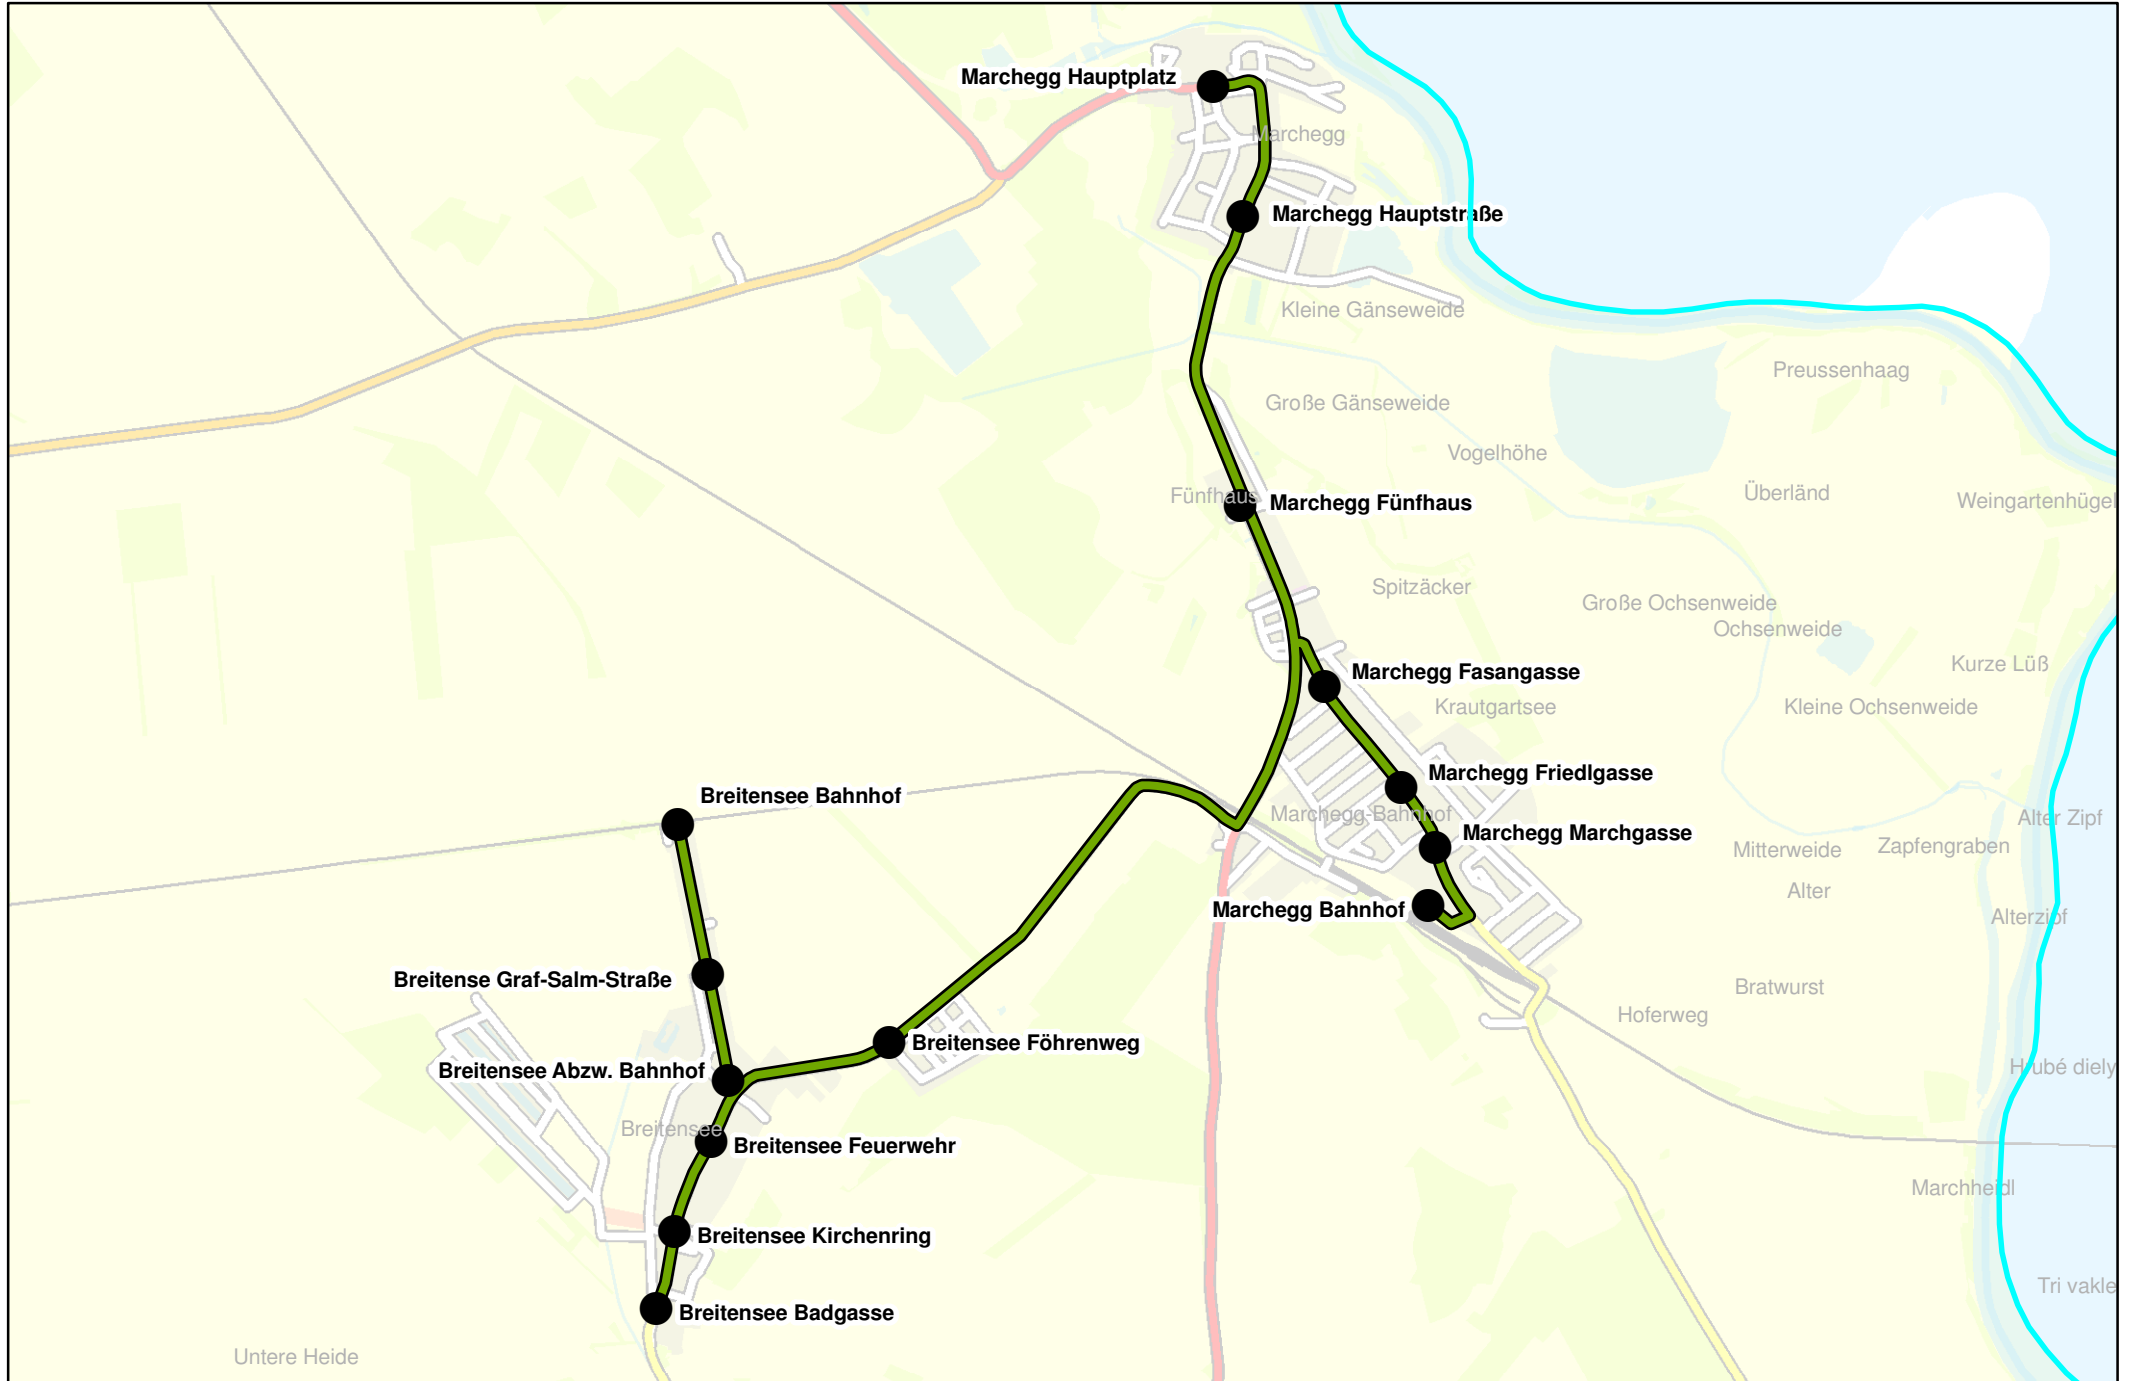 Marchegg Hauptplatz
Marchegg
Marchegg Hauptstraße
Kleine Gänseweide
Preussenhaag
Große Gänseweide
Vogelhöhe
Überländ
Weingartenhügel
Fünfhaus
Marchegg Fünfhaus
Spitzäcker
Große Ochsenweide
Ochsenweide
Kurze Lüß
Marchegg Fasangasse
Krautgartsee
Kleine Ochsenweide
Marchegg Friedlgasse
Breitensee Bahnhof
Marchegg-Bahnhof
Alter Zipf
Marchegg Marchgasse
Mitterweide
Zapfengraben
Alter
Marchegg Bahnhof
Alterzipf
Breitense Graf-Salm-Straße
Bratwurst
Hoferweg
Breitensee Föhrenweg
Breitensee Abzw. Bahnhof
Hrubé diely
Breitensee
Breitensee Feuerwehr
Marchheidl
Breitensee Kirchenring
Tri vakle
Breitensee Badgasse
Untere Heide